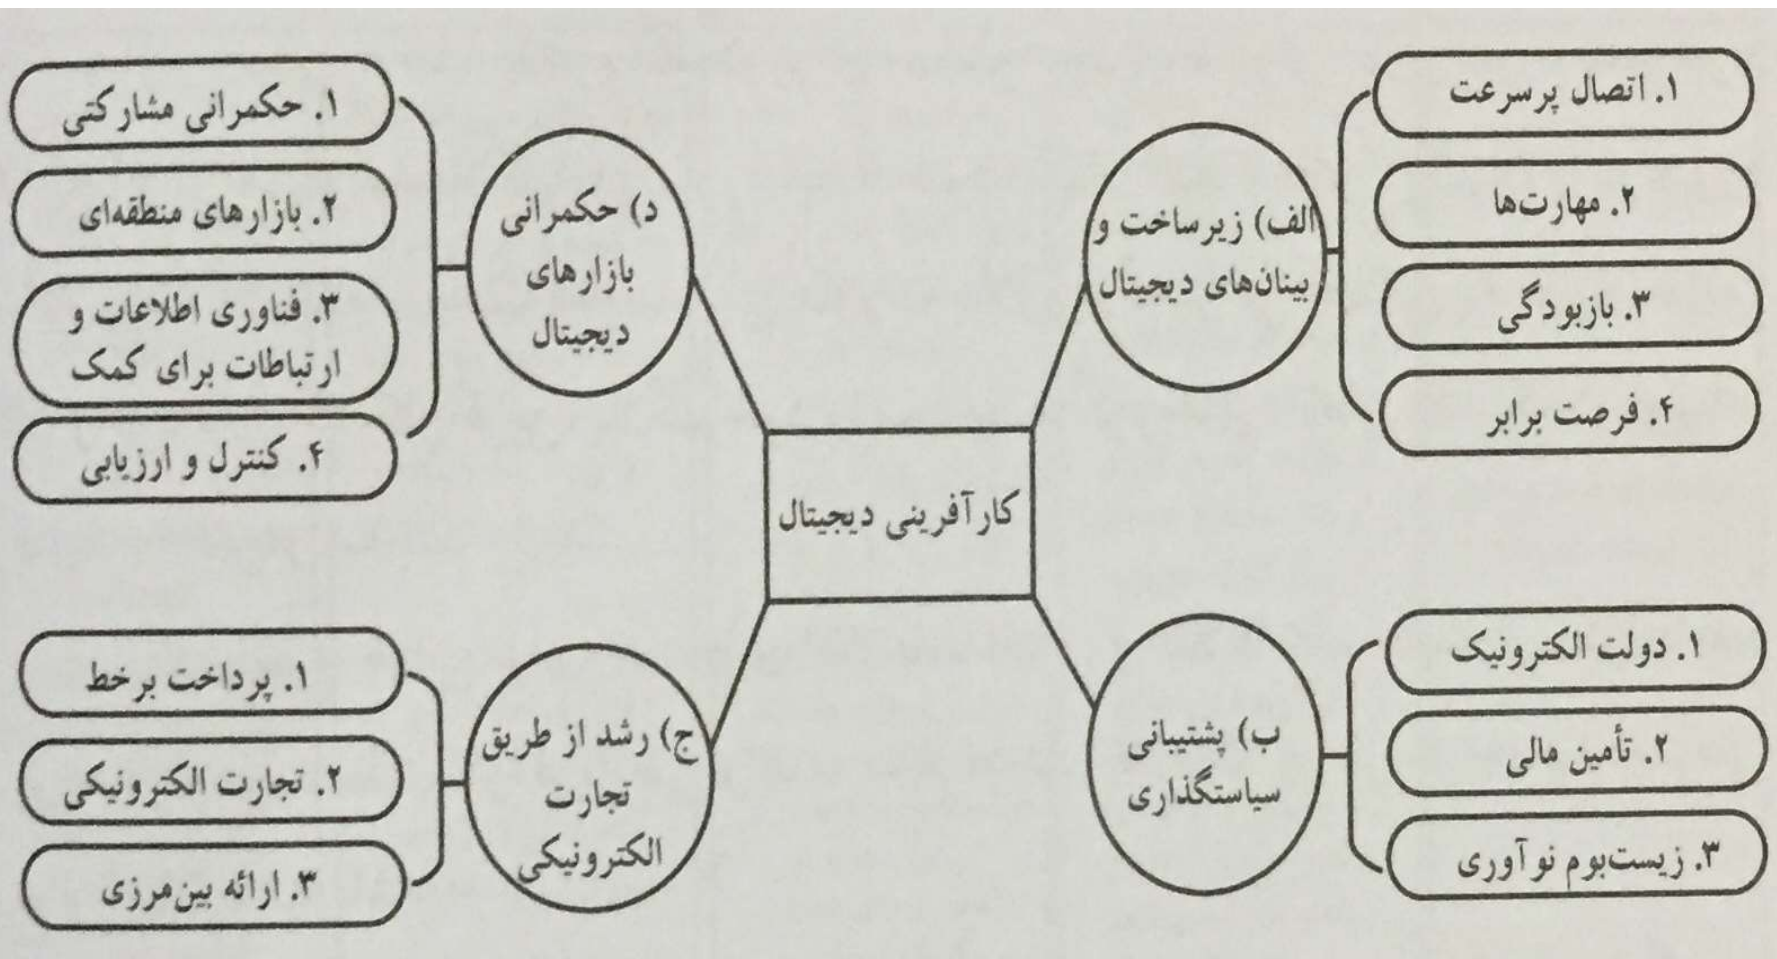 ۱. اتصال پرسرعت
۲. مهارت‌ها
۳. بازبودگی
۴. فرصت برابر
الف) زیرساخت و
بینان‌های دیجیتال
۱. حکمرانی مشارکتی
۲. بازارهای منطقه‌ای
۳. فناوری اطلاعات و
ارتباطات برای کمک
۴. کنترل و ارزیابی
د) حکمرانی
بازارهای
دیجیتال
کارآفرینی دیجیتال
۱. دولت الکترونیک
۲. تأمین مالی
۳. زیست‌بوم نوآوری
ب) پشتیبانی
سیاستگذاری
ج) رشد از طریق
تجارت
الکترونیکی
۱. پرداخت برخط
۲. تجارت الکترونیکی
۳. ارائه بین‌مرزی